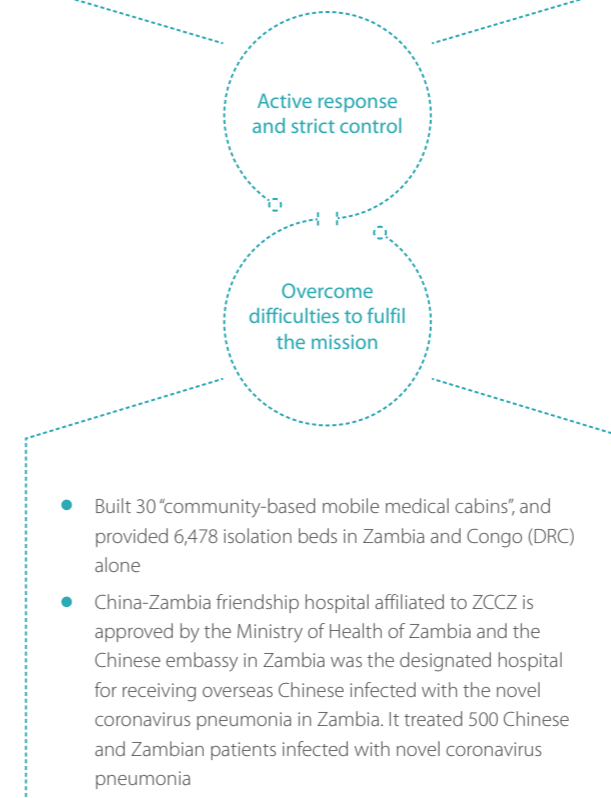 Active response
and strict control
Overcome
difficulties to fulfil
the mission
Built 30 “community-based mobile medical cabins”, and
provided 6,478 isolation beds in Zambia and Congo (DRC)
alone
China-Zambia friendship hospital affiliated to ZCCZ is
approved by the Ministry of Health of Zambia and the
Chinese embassy in Zambia was the designated hospital
for receiving overseas Chinese infected with the novel
coronavirus pneumonia in Zambia. It treated 500 Chinese
and Zambian patients infected with novel coronavirus
pneumonia